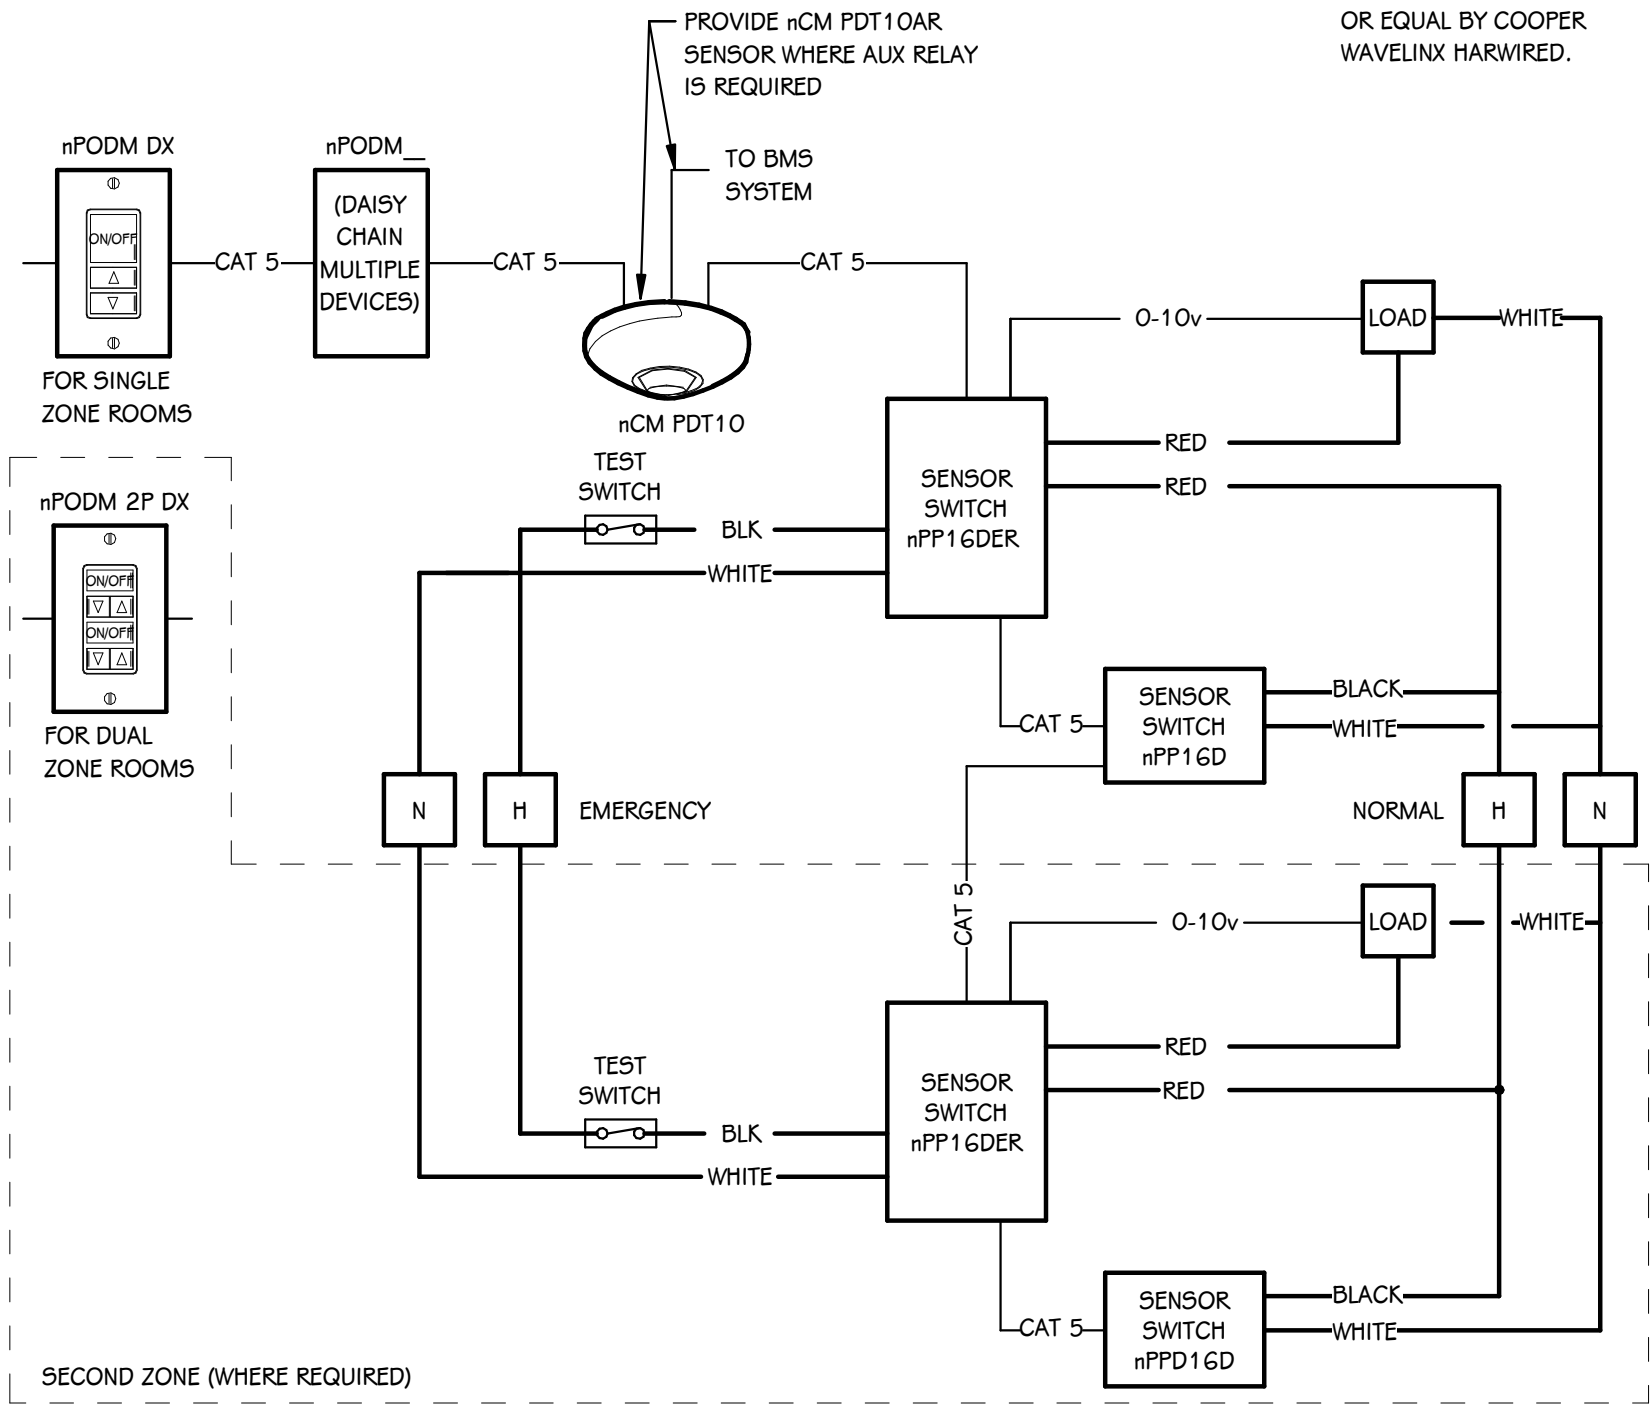 PROVIDE nCM PDT10AR
SENSOR WHERE AUX RELAY
IS REQUIRED
OR EQUAL BY COOPER
WAVELINX HARWIRED.
nPODM DX
ON/OFF
FOR SINGLE
ZONE ROOMS
CAT 5
nPODM__
(DAISY
CHAIN
MULTIPLE
DEVICES)
CAT 5
TO BMS
SYSTEM
nCM PDT10
CAT 5
0-10v
LOAD
WHITE
RED
RED
SENSOR
SWITCH
nPP16DER
TEST
SWITCH
BLK
WHITE
nPODM 2P DX
ON/OFF
ON/OFF
FOR DUAL
ZONE ROOMS
CAT 5
SENSOR
SWITCH
nPP16D
BLACK
WHITE
N
H
EMERGENCY
NORMAL
H
N
CAT 5
0-10v
LOAD
WHITE
RED
RED
SENSOR
SWITCH
nPP16DER
TEST
SWITCH
BLK
WHITE
CAT 5
SENSOR
SWITCH
nPPD16D
BLACK
WHITE
SECOND ZONE (WHERE REQUIRED)